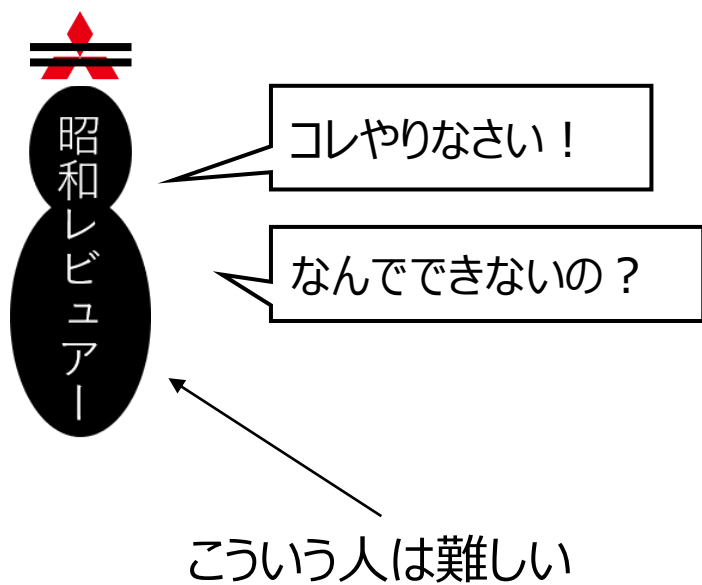 昭和レビュアー
コレやりなさい！
なんでできないの？
こういう人は難しい